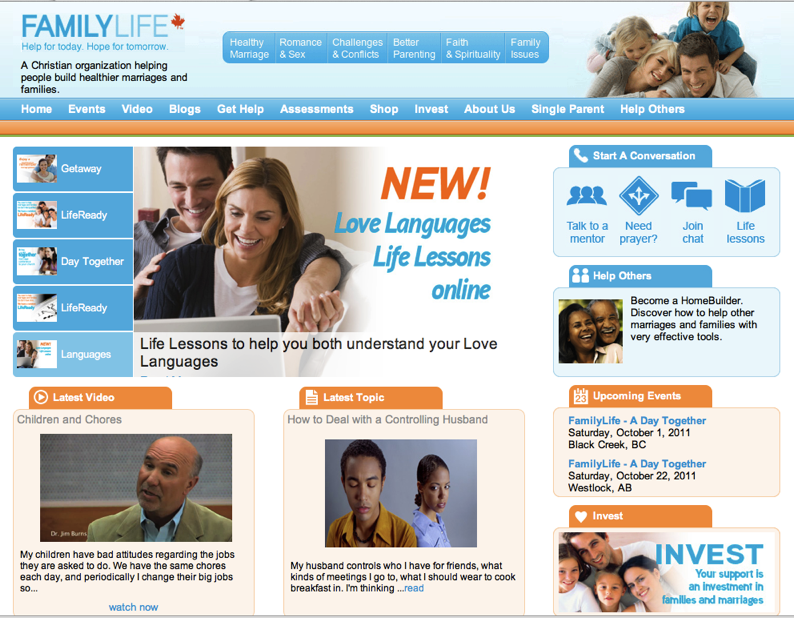 FAMILYLIFE
Help for today. Hope for tomorrow.
A Christian organization helping
people build healthier marriages and
families.
Healthy
Marriage
Romance
& Sex
Challenges
& Conflicts
Better
Parenting
Faith
& Spirituality
Family
Issues
Home Events Video Blogs Get Help Assessments Shop Invest About Us Single Parent Help Others
Getaway
LifeReady
Day Together
LifeReady
Languages
NEW!
Love Languages
Life Lessons
online
Life Lessons to help you both understand your Love
Languages
Start A Conversation
Talk to a
mentor
Need
prayer?
Join
chat
Life
lessons
Help Others
Become a HomeBuilder.
Discover how to help other
marriages and families with
very effective tools.
Latest Video
Children and Chores
Dr. Jim Burns
My children have bad attitudes regarding the jobs
they are asked to do. We have the same chores
each day, and periodically I change their big jobs
so...
watch now
Latest Topic
How to Deal with a Controlling Husband
My husband controls who I have for friends, what
kinds of meetings I go to, what I should wear to cook
breakfast in. I'm thinking ...read
23
Upcoming Events
FamilyLife - A Day Together
Saturday, October 1, 2011
Black Creek, BC
FamilyLife - A Day Together
Saturday, October 22, 2011
Westlock, AB
Invest
INVEST
Your support is
an investment in
families and marriages